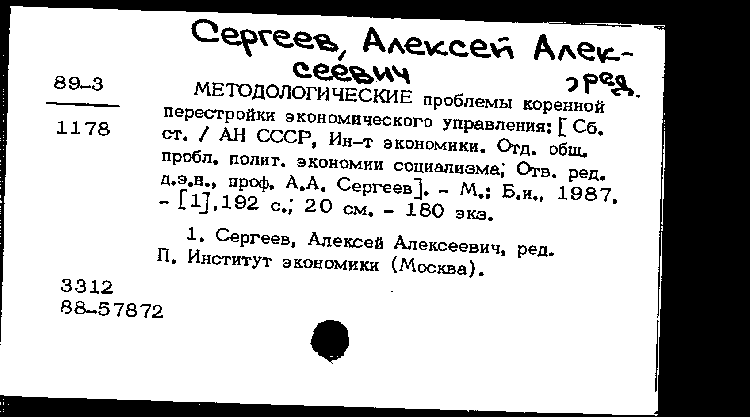 Сергеев, Алексей Алек-
сеевич, ред.
89-3
1178
МЕТОДОЛОГИЧЕСКИЕ проблемы коренной
перестройки экономического управления: [Сб.
ст. / АН СССР, Ин-т экономики. Отд. общ.
пробл. полит. экономии социализма; Отв. ред.
д.э.н., проф. А.А. Сергеев]. - М.: Б.и., 1987.
- [1],192 с.; 20 см. - 180 экз.
1. Сергеев, Алексей Алексеевич, ред.
П. Институт экономики (Москва).
3312
88-57872